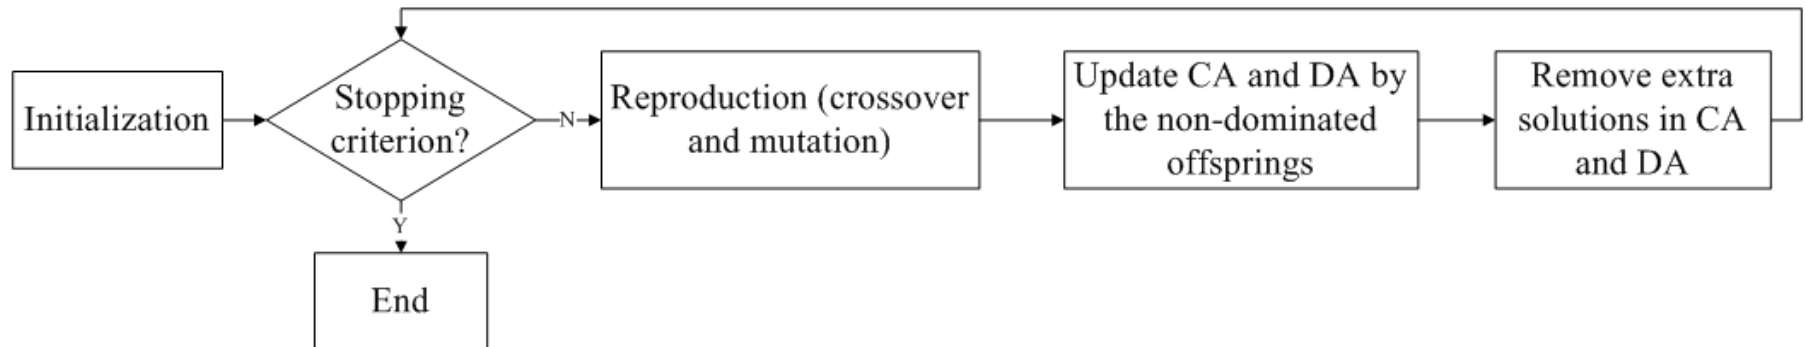 Initialization
Stopping
criterion?
N
Reproduction (crossover
and mutation)
Update CA and DA by
the non-dominated
offsprings
Remove extra
solutions in CA
and DA
Y
End